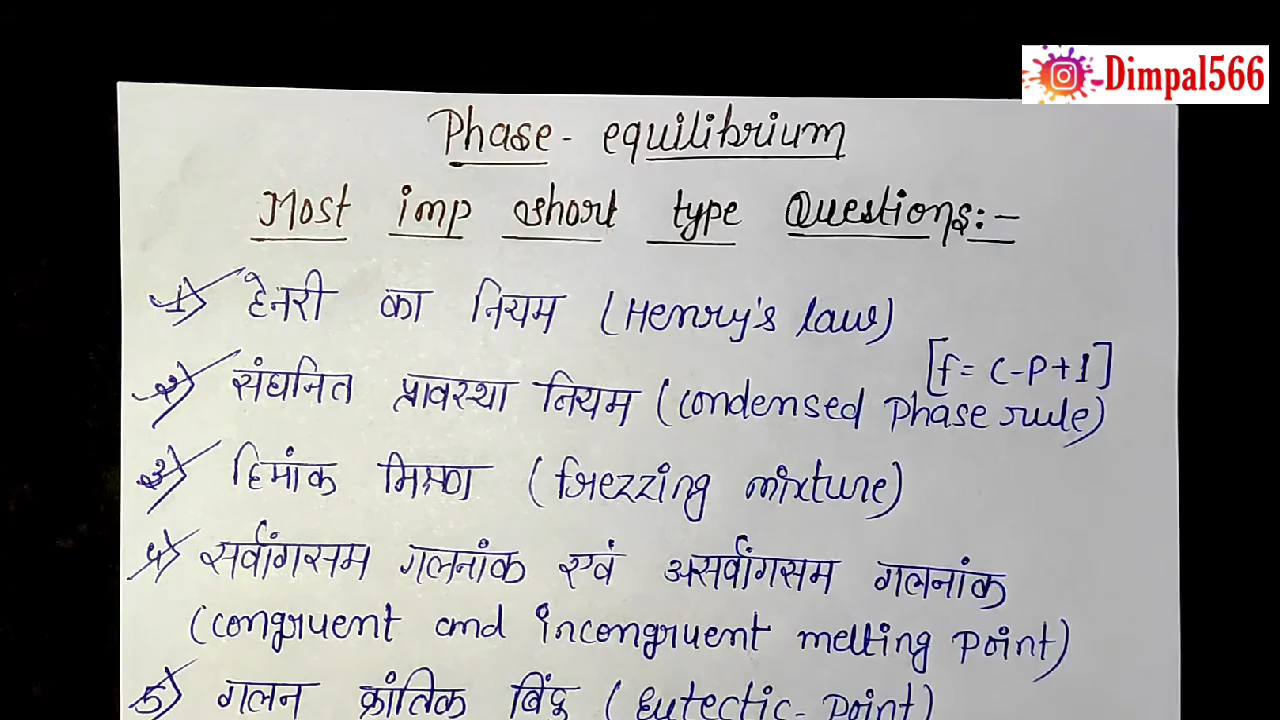 Dimpal566
Phase - equilibrium
Most imp short type Questions:-
1) हेनरी का नियम (Henry's law)
[f = C-P+1]
2) संघनित प्रावस्था नियम (condensed phase rule)
3) हिमांक मिश्रण (frezzing mixture)
4) सर्वांगसम गलनांक एवं असर्वांगसम गलनांक
(congruent and incongruent melting point)
5) गलन क्रांतिक बिंदु (Eutectic-point)